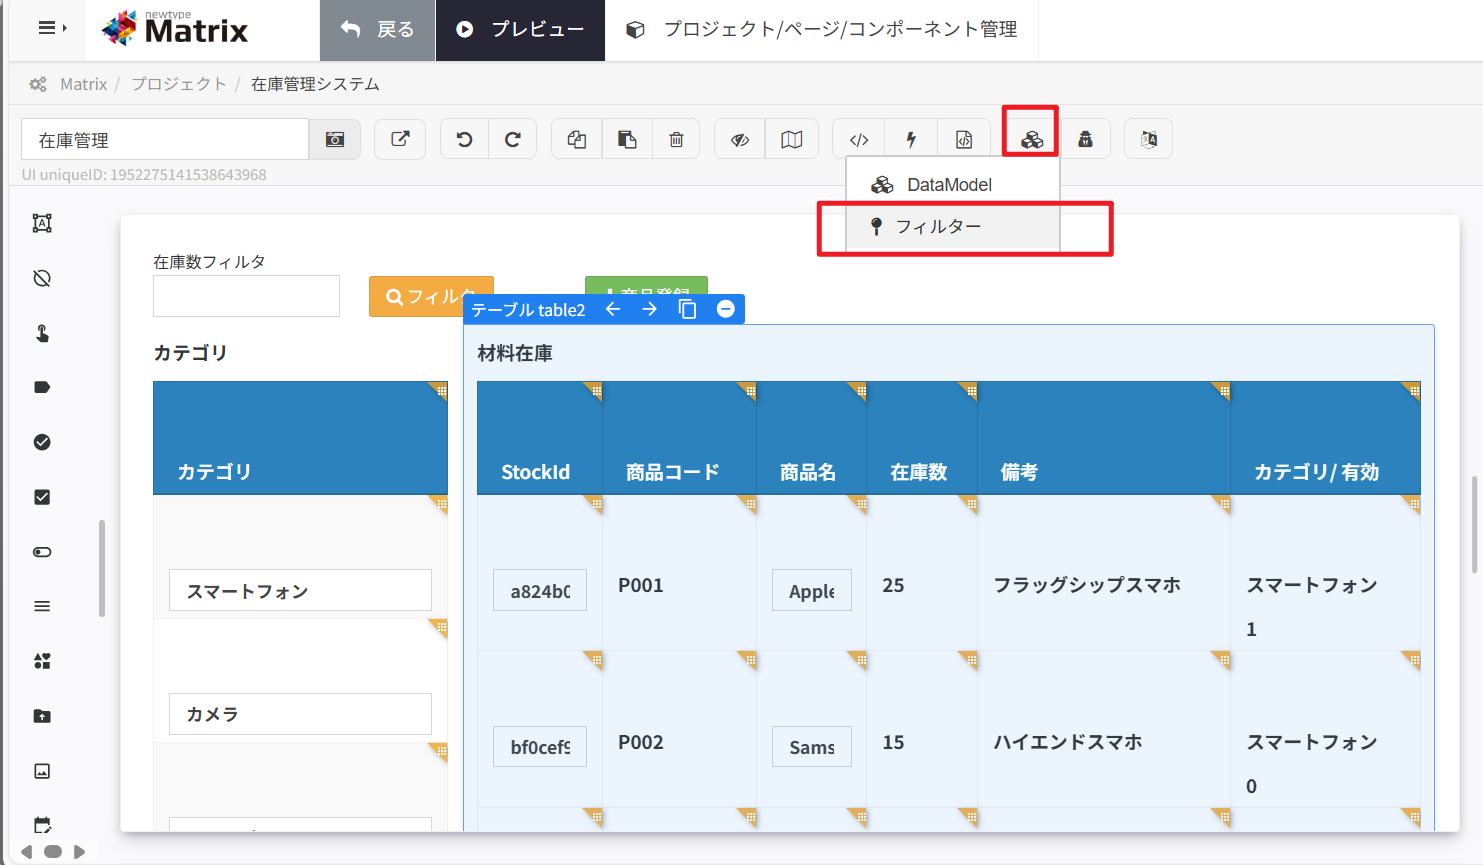 newtype
Matrix
戻る
プレビュー
プロジェクト/ページ/コンポーネント管理
Matrix / プロジェクト / 在庫管理システム
在庫管理
UI uniqueID: 1952275141538643968
DataModel
フィルター
在庫数フィルタ
フィルタ
商品登録
テーブル table2
カテゴリ
材料在庫
カテゴリ
StockId 商品コード 商品名 在庫数 備考 カテゴリ/ 有効
スマートフォン
a824b0 P001 Apple 25 フラッグシップスマホ スマートフォン
1
カメラ
bf0cef9 P002 Sams 15 ハイエンドスマホ スマートフォン
0